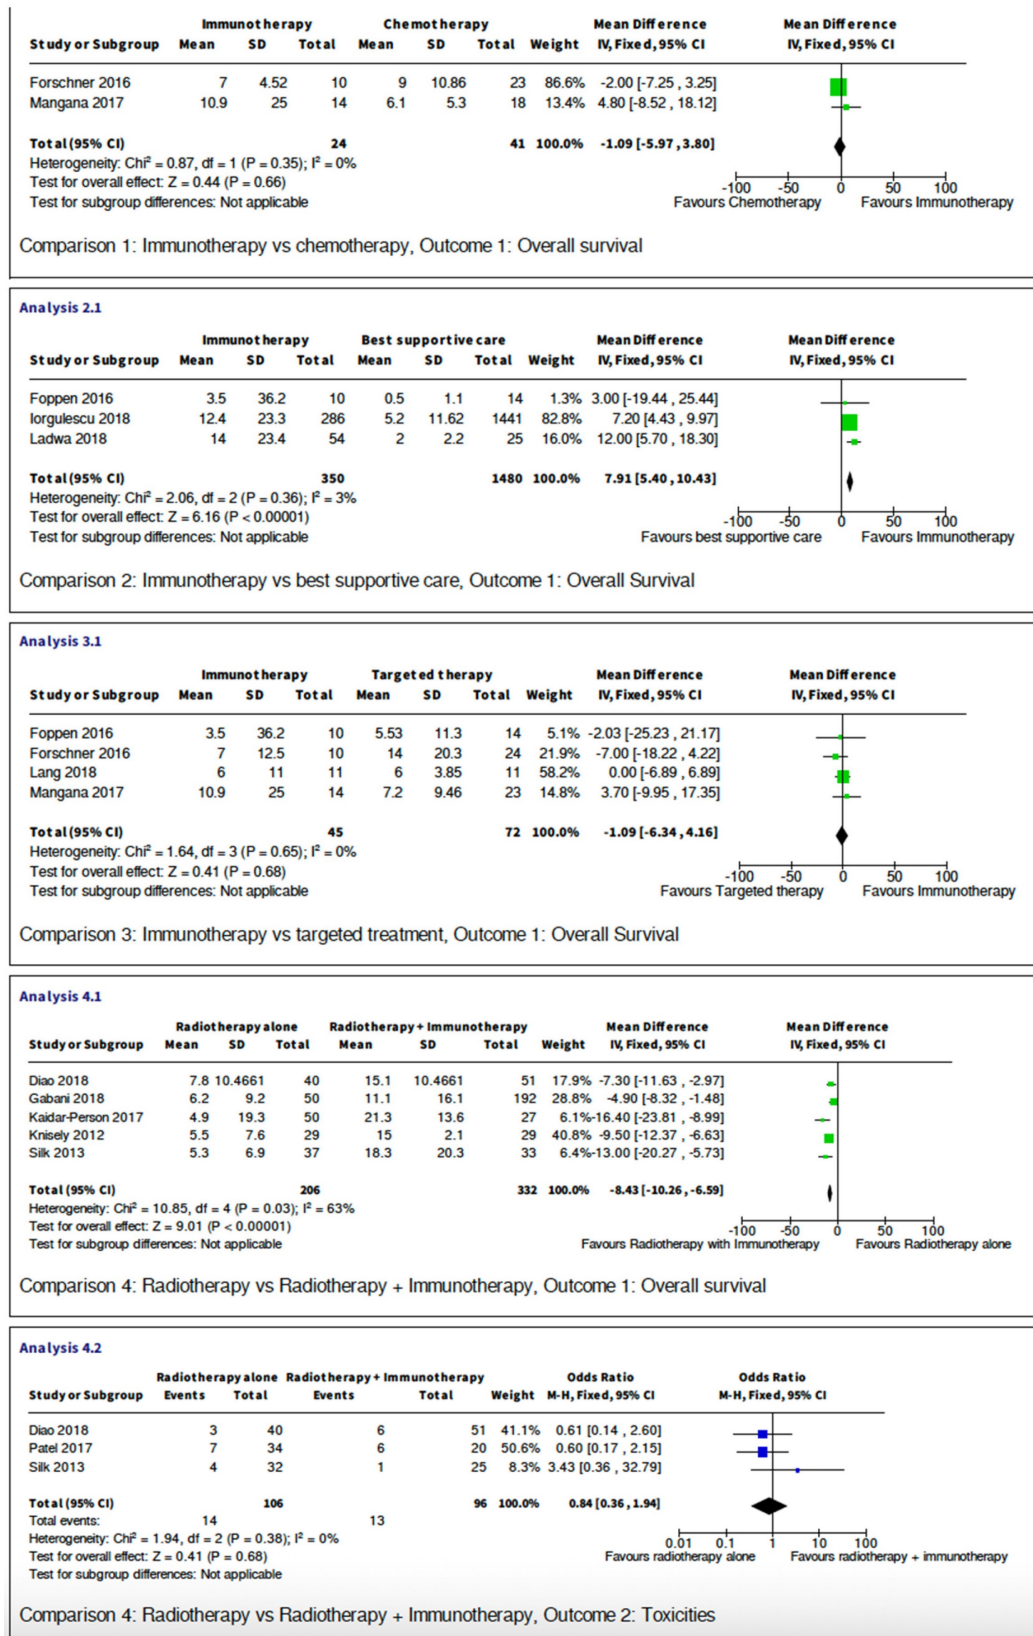 Immunotherapy Chemotherapy Mean Difference Mean Difference
Study or Subgroup Mean SD Total Mean SD Total Weight IV, Fixed, 95% CI IV, Fixed, 95% CI
Forschner 2016 7 4.52 10 9 10.86 23 86.6% -2.00 [-7.25 , 3.25]
Mangana 2017 10.9 25 14 6.1 5.3 18 13.4% 4.80 [-8.52 , 18.12]
Total (95% CI) 24 41 100.0% -1.09 [-5.97 , 3.80]
Heterogeneity: Chi² = 0.87, df = 1 (P = 0.35); I² = 0%
Test for overall effect: Z = 0.44 (P = 0.66)
-100 -50 0 50 100
Test for subgroup differences: Not applicable
Favours Chemotherapy Favours Immunotherapy
Comparison 1: Immunotherapy vs chemotherapy, Outcome 1: Overall survival
Analysis 2.1
Immunotherapy Best supportive care Mean Difference Mean Difference
Study or Subgroup Mean SD Total Mean SD Total Weight IV, Fixed, 95% CI IV, Fixed, 95% CI
Foppen 2016 3.5 36.2 10 0.5 1.1 14 1.3% 3.00 [-19.44 , 25.44]
Iorgulescu 2018 12.4 23.3 286 5.2 11.62 1441 82.8% 7.20 [4.43 , 9.97]
Ladwa 2018 14 23.4 54 2 2.2 25 16.0% 12.00 [5.70 , 18.30]
Total (95% CI) 350 1480 100.0% 7.91 [5.40 , 10.43]
Heterogeneity: Chi² = 2.06, df = 2 (P = 0.36); I² = 3%
Test for overall effect: Z = 6.16 (P < 0.00001)
-100 -50 0 50 100
Test for subgroup differences: Not applicable
Favours best supportive care Favours Immunotherapy
Comparison 2: Immunotherapy vs best supportive care, Outcome 1: Overall Survival
Analysis 3.1
Immunotherapy Targeted therapy Mean Difference Mean Difference
Study or Subgroup Mean SD Total Mean SD Total Weight IV, Fixed, 95% CI IV, Fixed, 95% CI
Foppen 2016 3.5 36.2 10 5.53 11.3 14 5.1% -2.03 [-25.23 , 21.17]
Forschner 2016 7 12.5 10 14 20.3 24 21.9% -7.00 [-18.22 , 4.22]
Lang 2018 6 11 11 6 3.85 11 58.2% 0.00 [-6.89 , 6.89]
Mangana 2017 10.9 25 14 7.2 9.46 23 14.8% 3.70 [-9.95 , 17.35]
Total (95% CI) 45 72 100.0% -1.09 [-6.34 , 4.16]
Heterogeneity: Chi² = 1.64, df = 3 (P = 0.65); I² = 0%
Test for overall effect: Z = 0.41 (P = 0.68)
-100 -50 0 50 100
Test for subgroup differences: Not applicable
Favours Targeted therapy Favours Immunotherapy
Comparison 3: Immunotherapy vs targeted treatment, Outcome 1: Overall Survival
Analysis 4.1
Radiotherapy alone Radiotherapy + Immunotherapy Mean Difference Mean Difference
Study or Subgroup Mean SD Total Mean SD Total Weight IV, Fixed, 95% CI IV, Fixed, 95% CI
Diao 2018 7.8 10.4661 40 15.1 10.4661 51 17.9% -7.30 [-11.63 , -2.97]
Gabani 2018 6.2 9.2 50 11.1 16.1 192 28.8% -4.90 [-8.32 , -1.48]
Kaidar-Person 2017 4.9 19.3 50 21.3 13.6 27 6.1% -16.40 [-23.81 , -8.99]
Knisely 2012 5.5 7.6 29 15 2.1 29 40.8% -9.50 [-12.37 , -6.63]
Silk 2013 5.3 6.9 37 18.3 20.3 33 6.4% -13.00 [-20.27 , -5.73]
Total (95% CI) 206 332 100.0% -8.43 [-10.26 , -6.59]
Heterogeneity: Chi² = 10.85, df = 4 (P = 0.03); I² = 63%
Test for overall effect: Z = 9.01 (P < 0.00001)
-100 -50 0 50 100
Test for subgroup differences: Not applicable
Favours Radiotherapy with Immunotherapy Favours Radiotherapy alone
Comparison 4: Radiotherapy vs Radiotherapy + Immunotherapy, Outcome 1: Overall survival
Analysis 4.2
Radiotherapy alone Radiotherapy + Immunotherapy Odds Ratio Odds Ratio
Study or Subgroup Events Total Events Total Weight M-H, Fixed, 95% CI M-H, Fixed, 95% CI
Diao 2018 3 40 6 51 41.1% 0.61 [0.14 , 2.60]
Patel 2017 7 34 6 20 50.6% 0.60 [0.17 , 2.15]
Silk 2013 4 32 1 25 8.3% 3.43 [0.36 , 32.79]
Total (95% CI) 106 96 100.0% 0.84 [0.36 , 1.94]
Total events: 14 13
Heterogeneity: Chi² = 1.94, df = 2 (P = 0.38); I² = 0%
0.01 0.1 1 10 100
Test for overall effect: Z = 0.41 (P = 0.68)
Favours radiotherapy alone Favours radiotherapy + immunotherapy
Test for subgroup differences: Not applicable
Comparison 4: Radiotherapy vs Radiotherapy + Immunotherapy, Outcome 2: Toxicities